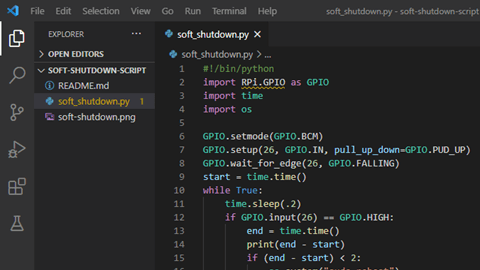 File Edit Selection View Go Run Terminal Help soft_shutdown.py - soft-shutdown-script
EXPLORER
OPEN EDITORS
SOFT-SHUTDOWN-SCRIPT
README.md
soft_shutdown.py 1
soft-shutdown.png
soft_shutdown.py
soft_shutdown.py > ...
1 #!/bin/python
2 import RPi.GPIO as GPIO
3 import time
4 import os
5
6 GPIO.setmode(GPIO.BCM)
7 GPIO.setup(26, GPIO.IN, pull_up_down=GPIO.PUD_UP)
8 GPIO.wait_for_edge(26, GPIO.FALLING)
9 start = time.time()
10 while True:
11 time.sleep(.2)
12 if GPIO.input(26) == GPIO.HIGH:
13 end = time.time()
14 print(end - start)
15 if (end - start) < 2: